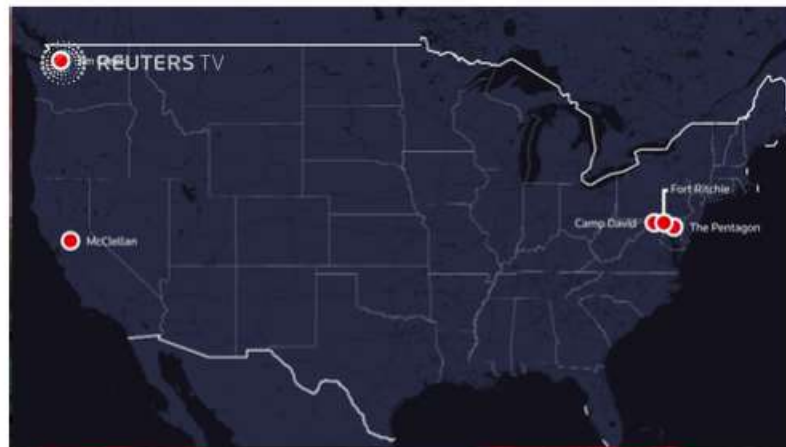 REUTERS TV
Fort Ritchie
Camp David
The Pentagon
McClellan